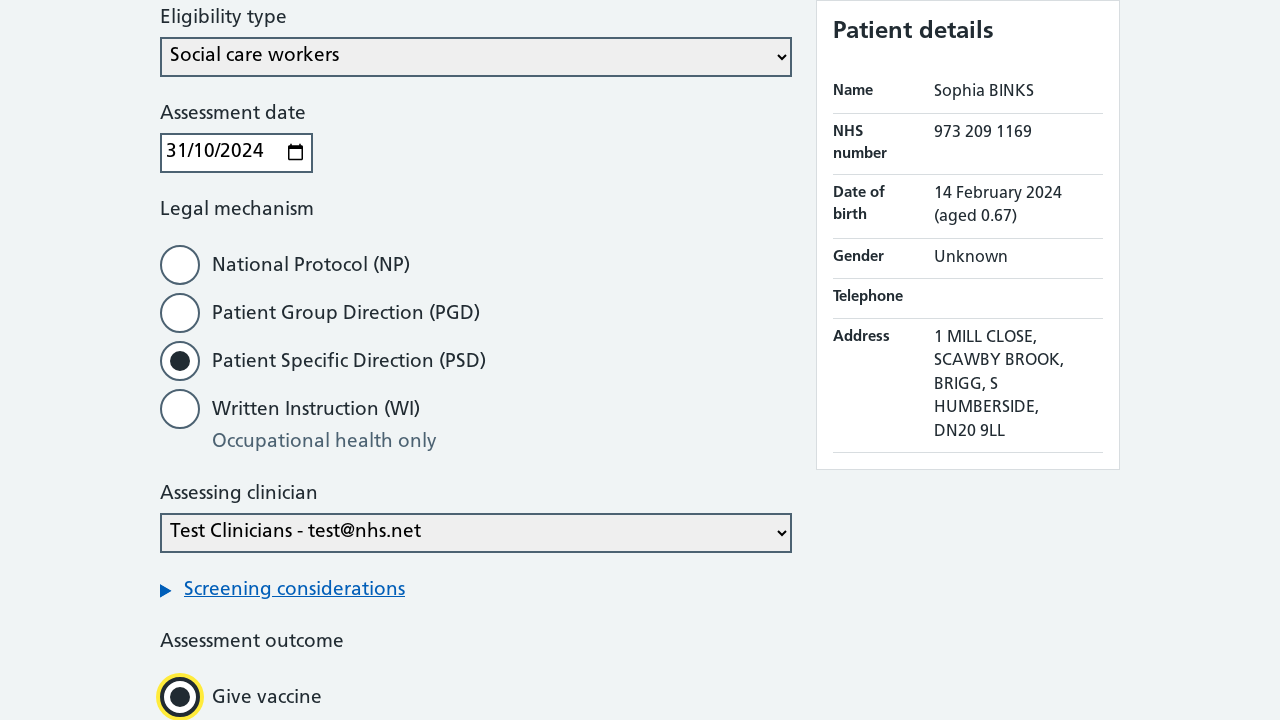 Eligibility type
Social care workers
Assessment date
31/10/2024
Legal mechanism
National Protocol (NP)
Patient Group Direction (PGD)
Patient Specific Direction (PSD)
Written Instruction (WI)
Occupational health only
Assessing clinician
Test Clinicians - test@nhs.net
Screening considerations
Assessment outcome
Give vaccine
Patient details
Name Sophia BINKS
NHS number 973 209 1169
Date of birth 14 February 2024 (aged 0.67)
Gender Unknown
Telephone
Address 1 MILL CLOSE,
SCAWBY BROOK,
BRIGG, S
HUMBERSIDE,
DN20 9LL